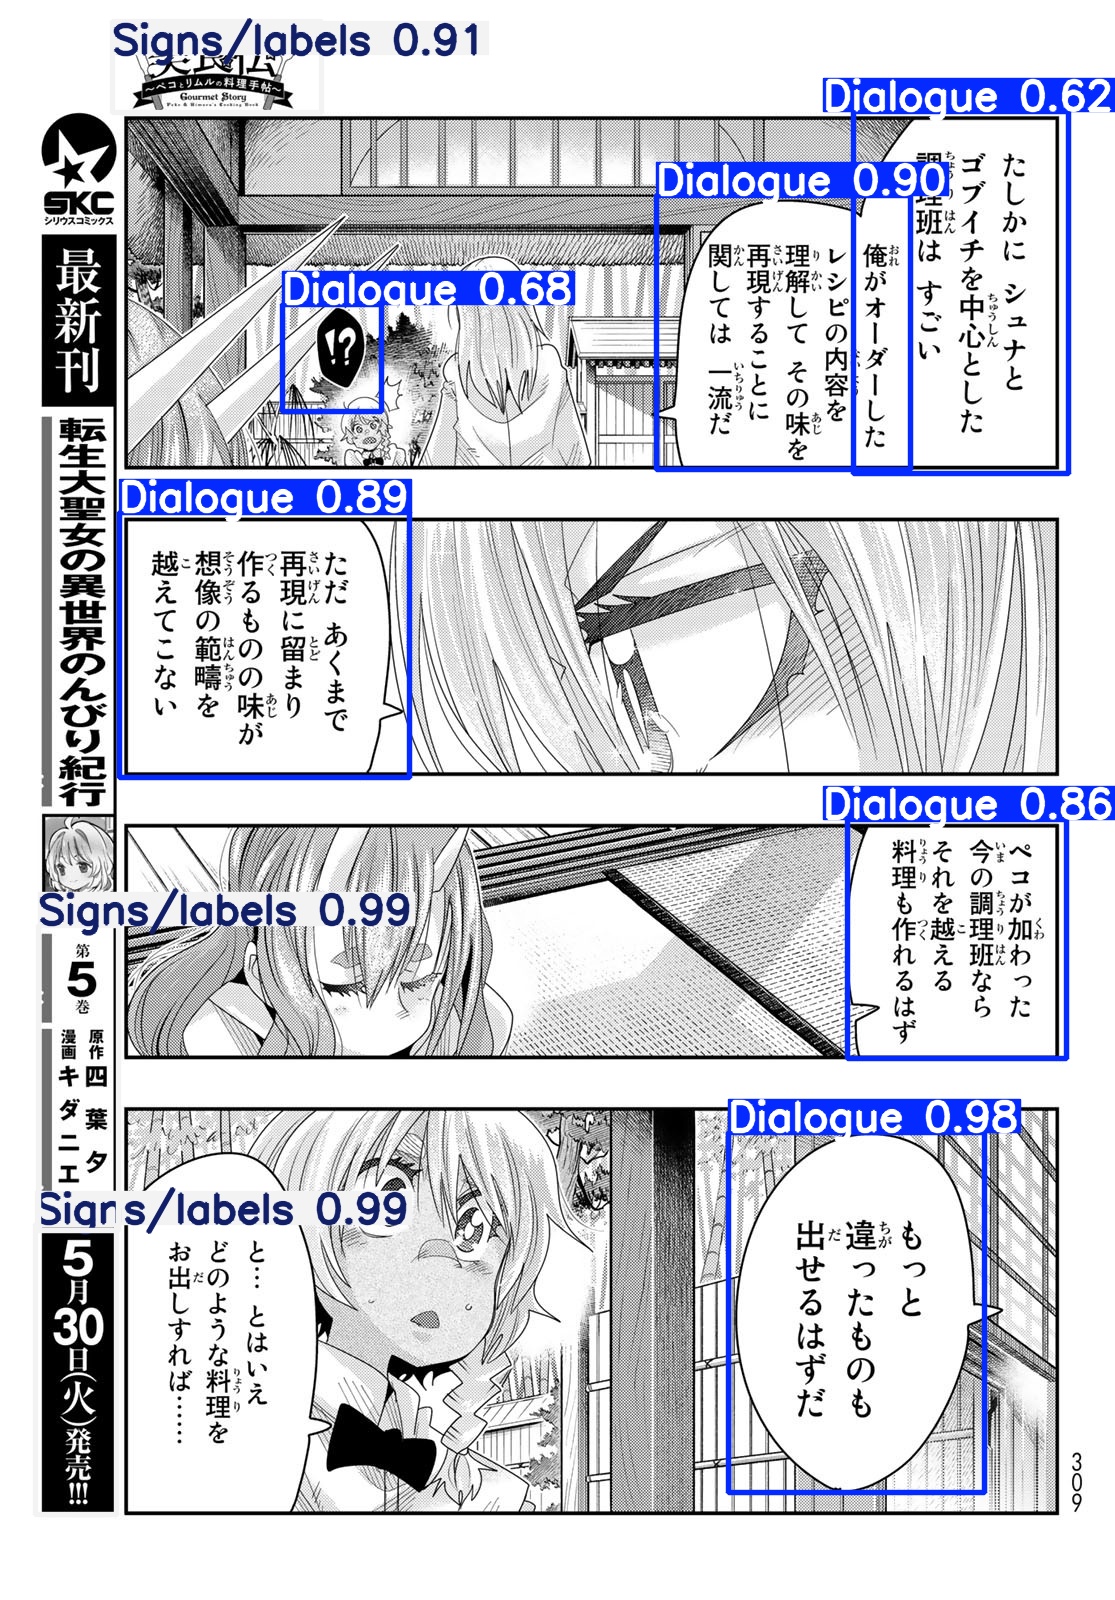 Signs/labels 0.91
美食伝
～ペコとリムルの料理手帖～
Gourmet Story
Peko & Rimuru's Cooking Book
Dialogue 0.62
たしかに シュナと
ゴブイチを中心とした
調理班は すごい
Dialogue 0.90
俺がオーダーした
レシピの内容を
理解して その味を
再現することに
関しては 一流だ
Dialogue 0.68
!?
Dialogue 0.89
ただ あくまで
再現に留まり
作るものの味が
想像の範疇を
越えてこない
Dialogue 0.86
ペコが加わった
今の調理班なら
それを越える
料理も作れるはず
Dialogue 0.98
もっと
違ったものも
出せるはずだ
と… とはいえ
どのような料理を
お出しすれば……
SKC
シリウスコミックス
最新刊
転生大聖女の異世界のんびり紀行
Signs/labels 0.99
第5巻
原作 四葉夕
漫画 キダニエ
Signs/labels 0.99
5月30日(火)発売!!!
309